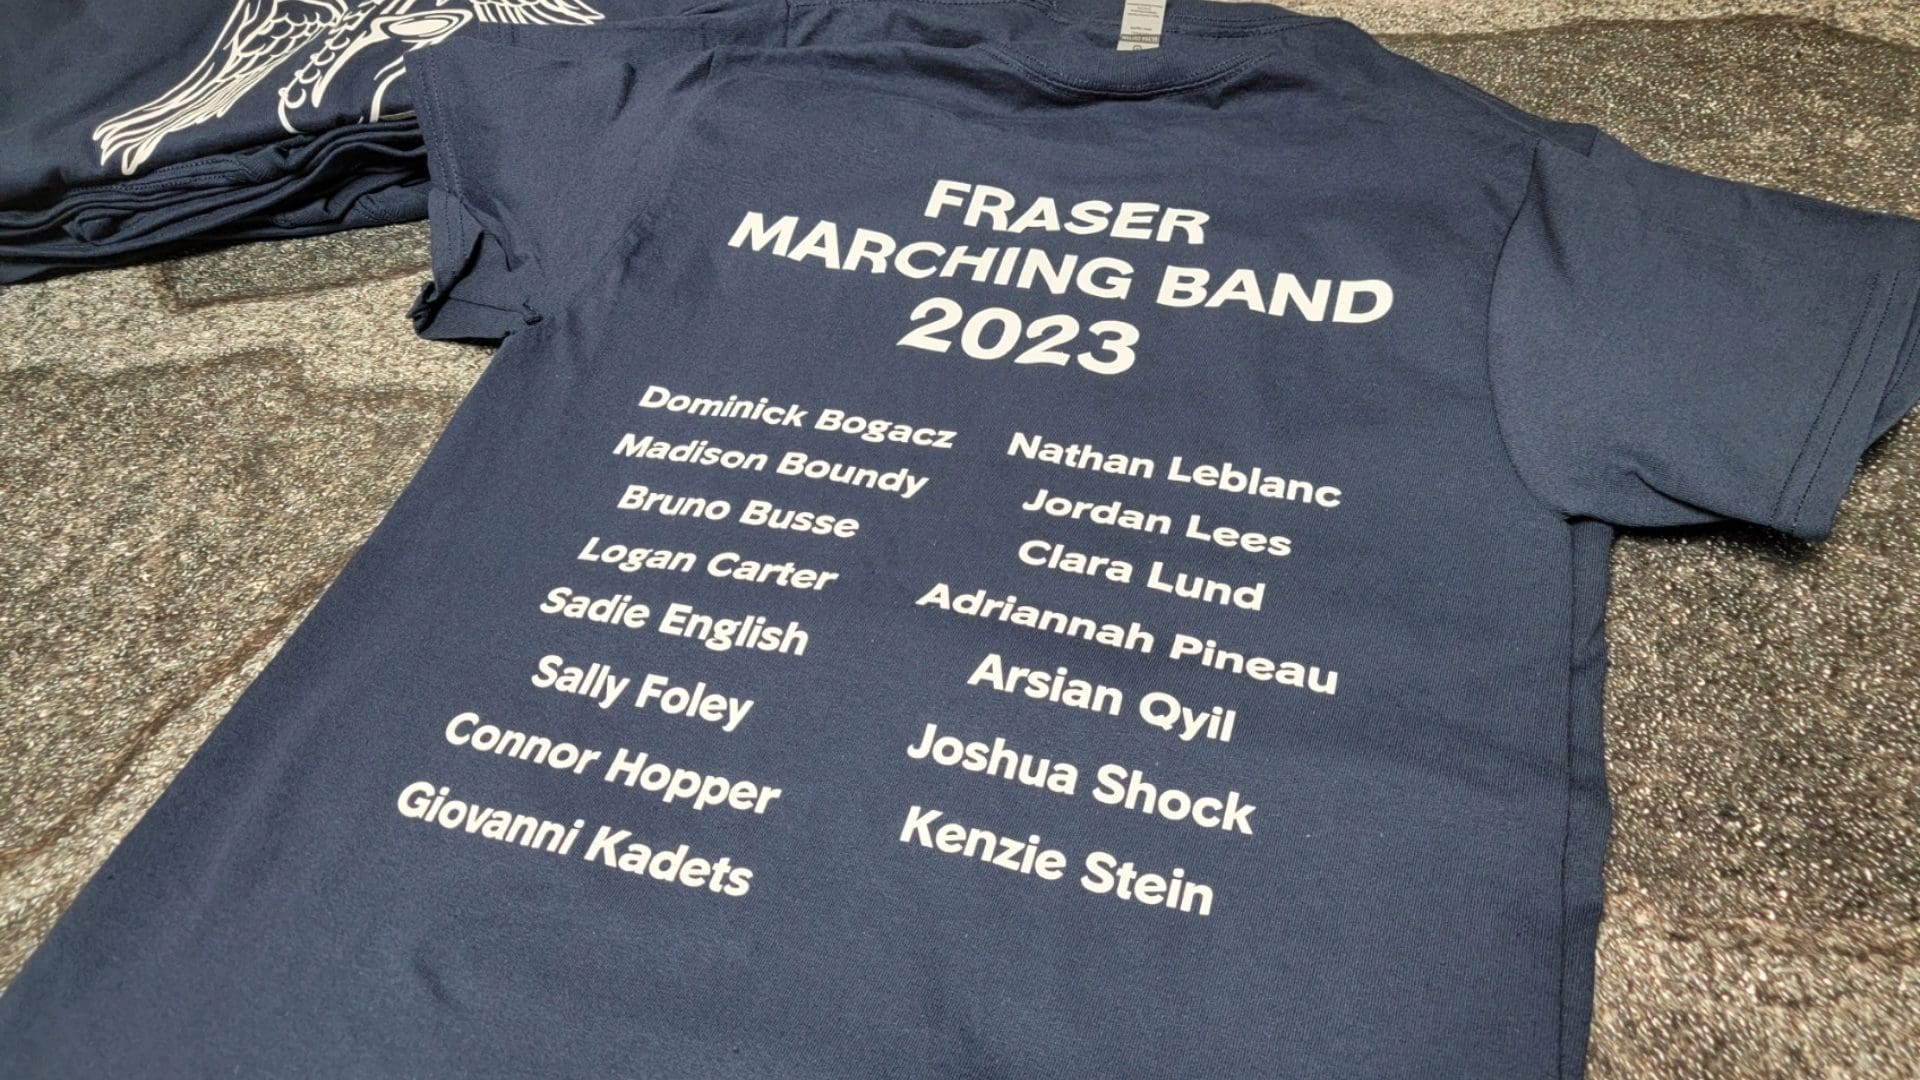 FRASER
MARCHING BAND
2023
Dominick Bogacz
Madison Boundy
Bruno Busse
Logan Carter
Sadie English
Sally Foley
Connor Hopper
Giovanni Kadets
Nathan Leblanc
Jordan Lees
Clara Lund
Adriannah Pineau
Arsian Qyil
Joshua Shock
Kenzie Stein